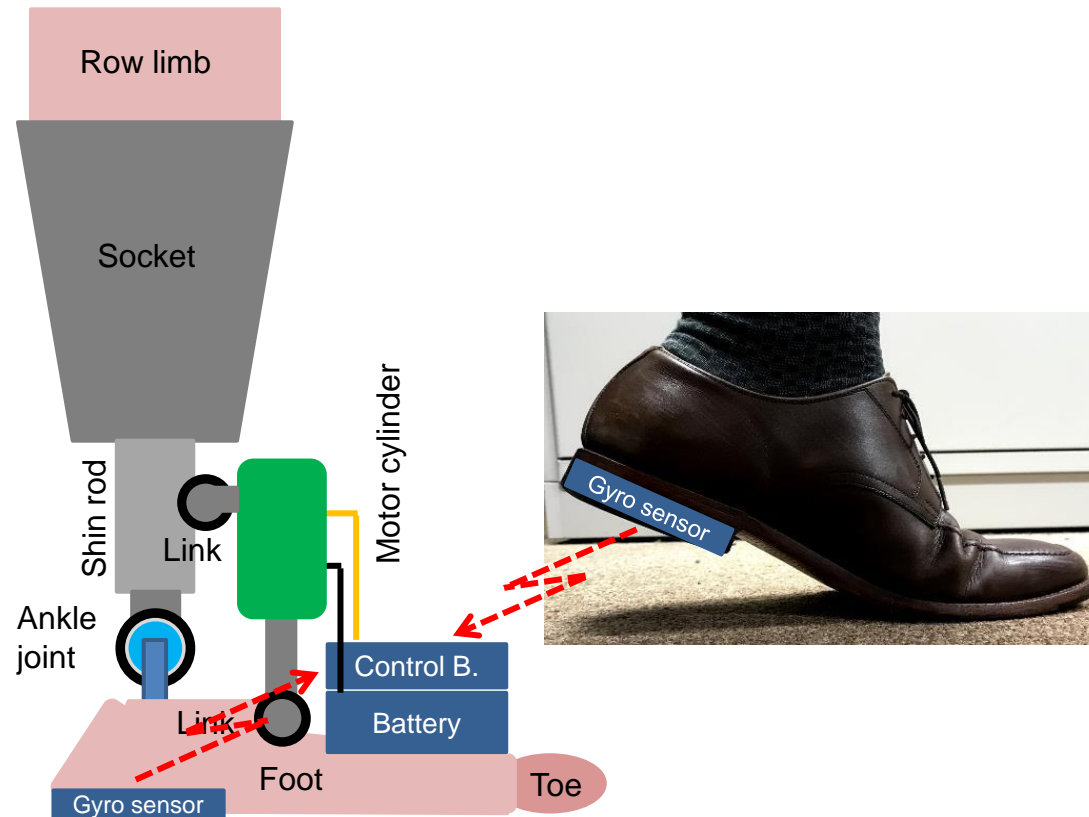 Row limb
Socket
Shin rod
Link
Motor cylinder
Ankle
joint
Control B.
Link
Battery
Foot
Toe
Gyro sensor
Gyro sensor